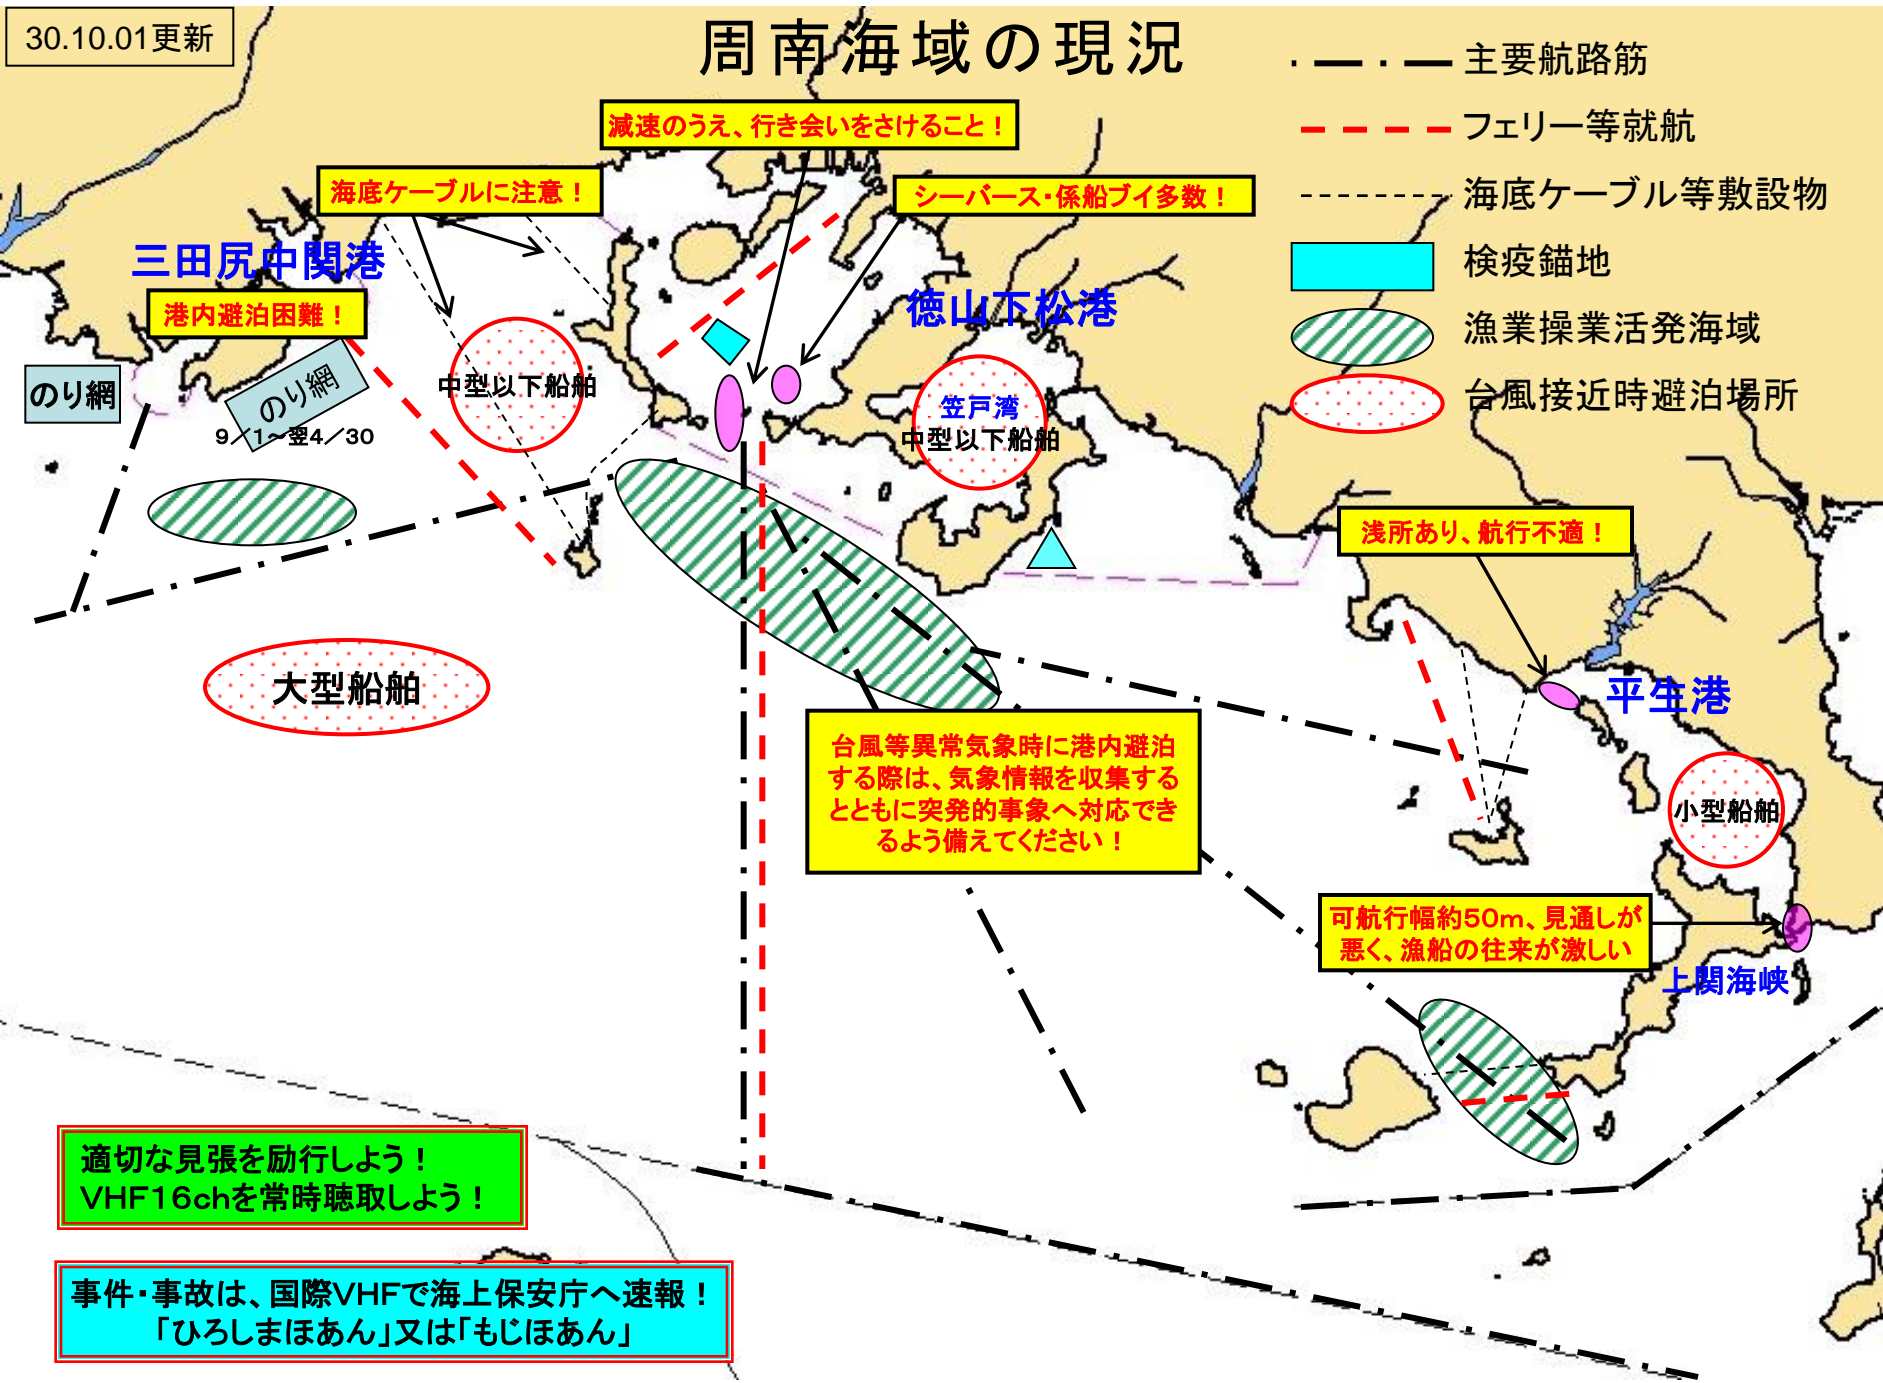 30.10.01更新
周南海域の現況
主要航路筋
フェリー等就航
海底ケーブル等敷設物
検疫錨地
漁業操業活発海域
台風接近時避泊場所
減速のうえ、行き会いをさけること！
海底ケーブルに注意！
シーバース・係船ブイ多数！
三田尻中関港
港内避泊困難！
徳山下松港
のり網
のり網
9／1～翌4／30
中型以下船舶
笠戸湾
中型以下船舶
浅所あり、航行不適！
大型船舶
平生港
台風等異常気象時に港内避泊
する際は、気象情報を収集する
とともに突発的事象へ対応でき
るよう備えてください！
小型船舶
可航行幅約50m、見通しが
悪く、漁船の往来が激しい
上関海峡
適切な見張を励行しよう！
VHF16chを常時聴取しよう！
事件・事故は、国際VHFで海上保安庁へ速報！
「ひろしまほあん」又は「もじほあん」